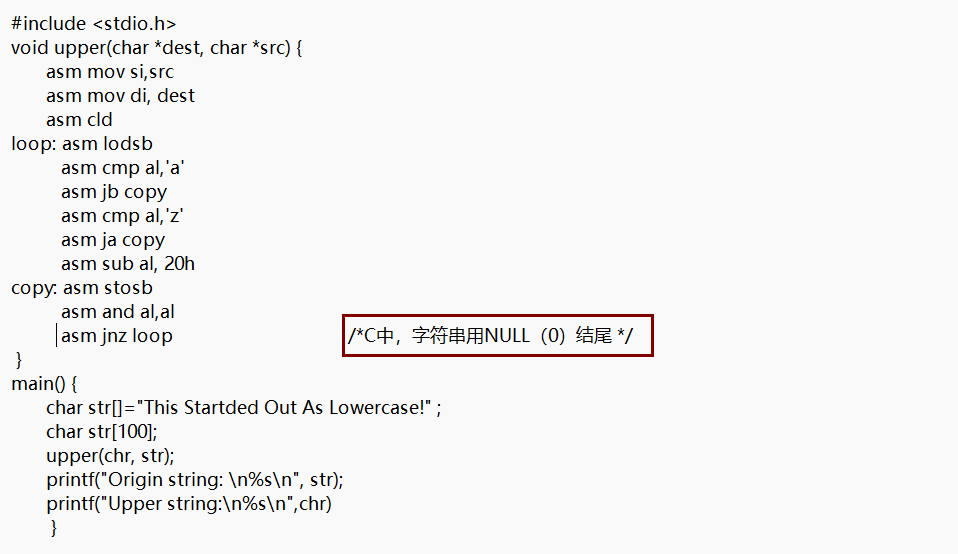 #include <stdio.h>
void upper(char *dest, char *src) {
asm mov si,src
asm mov di, dest
asm cld
loop: asm lodsb
asm cmp al,'a'
asm jb copy
asm cmp al,'z'
asm ja copy
asm sub al, 20h
copy: asm stosb
asm and al,al
asm jnz loop /*C中，字符串用NULL（0）结尾 */
}
main() {
char str[]="This Startded Out As Lowercase!" ;
char str[100];
upper(chr, str);
printf("Origin string: \n%s\n", str);
printf("Upper string:\n%s\n",chr)
}